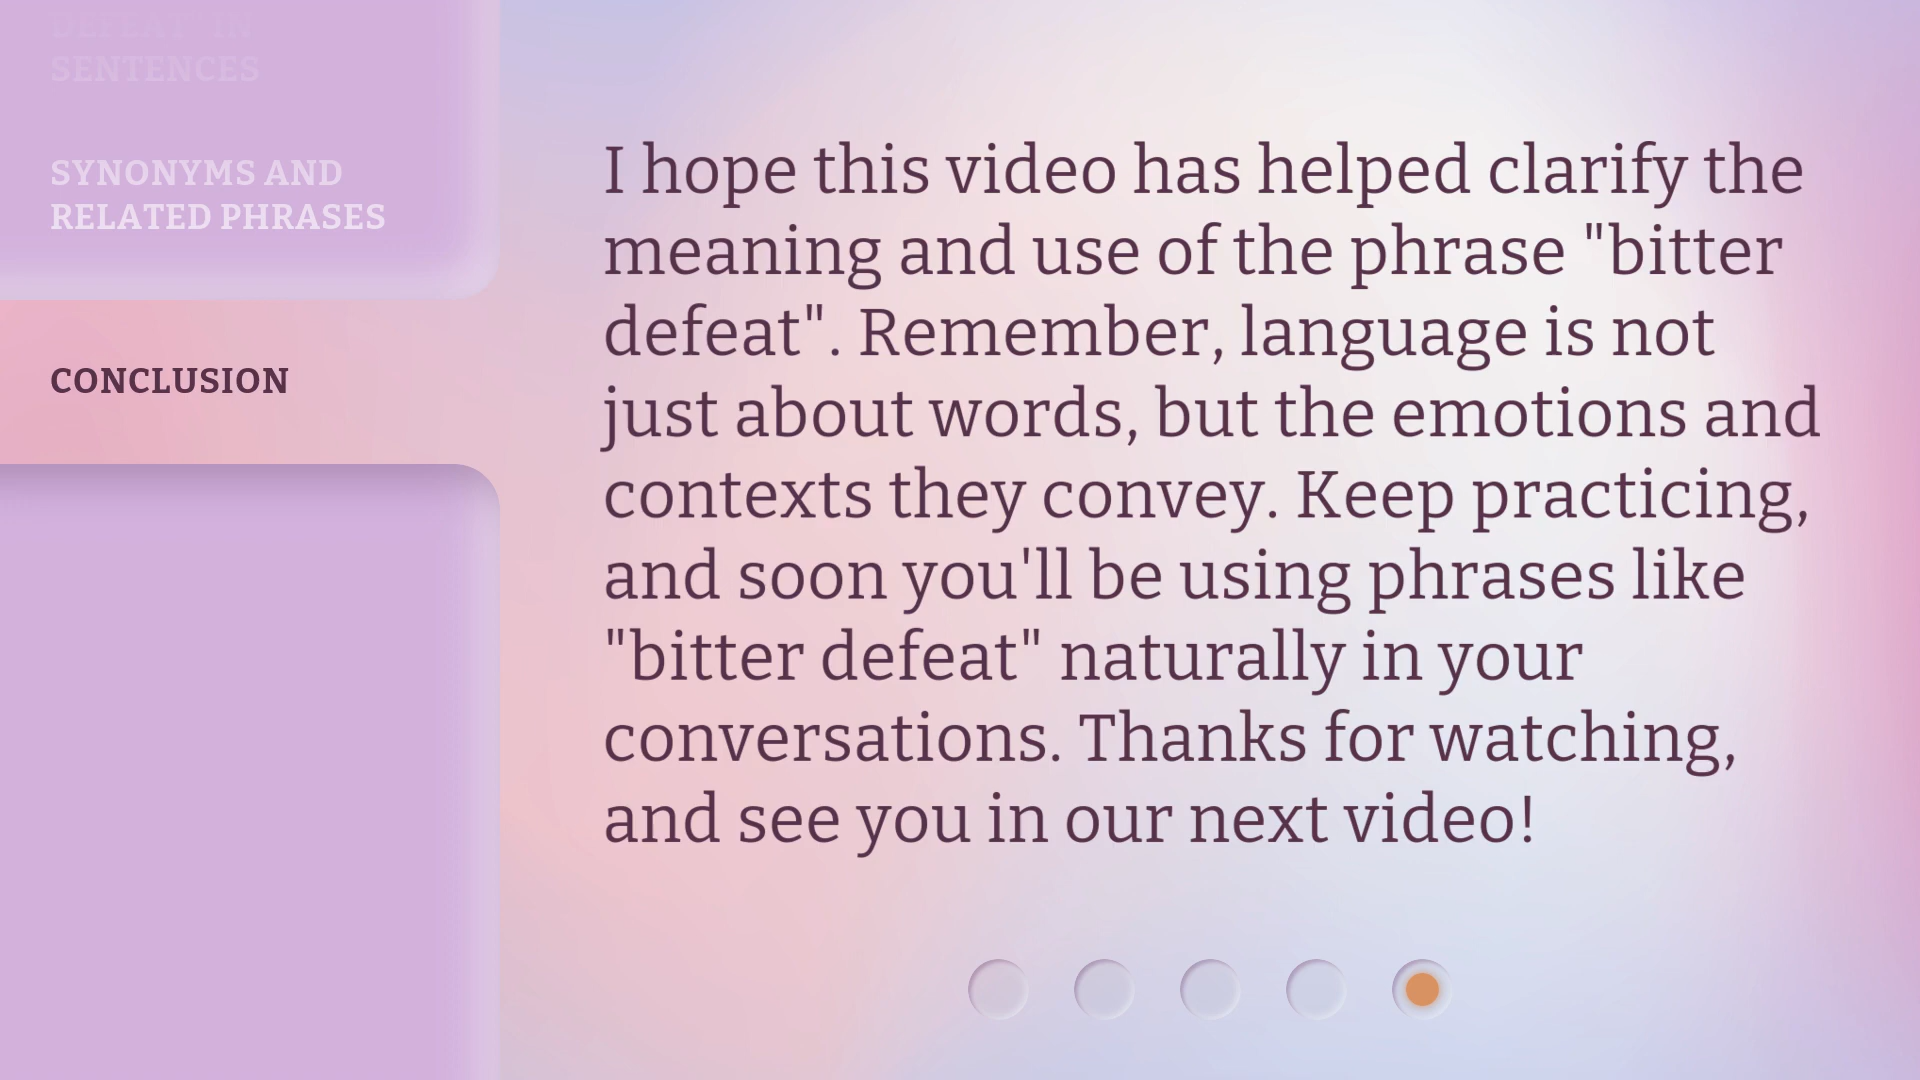 DEFEAT" IN
SENTENCES
SYNONYMS AND
RELATED PHRASES
CONCLUSION
I hope this video has helped clarify the
meaning and use of the phrase "bitter
defeat". Remember, language is not
just about words, but the emotions and
contexts they convey. Keep practicing,
and soon you'll be using phrases like
"bitter defeat" naturally in your
conversations. Thanks for watching,
and see you in our next video!